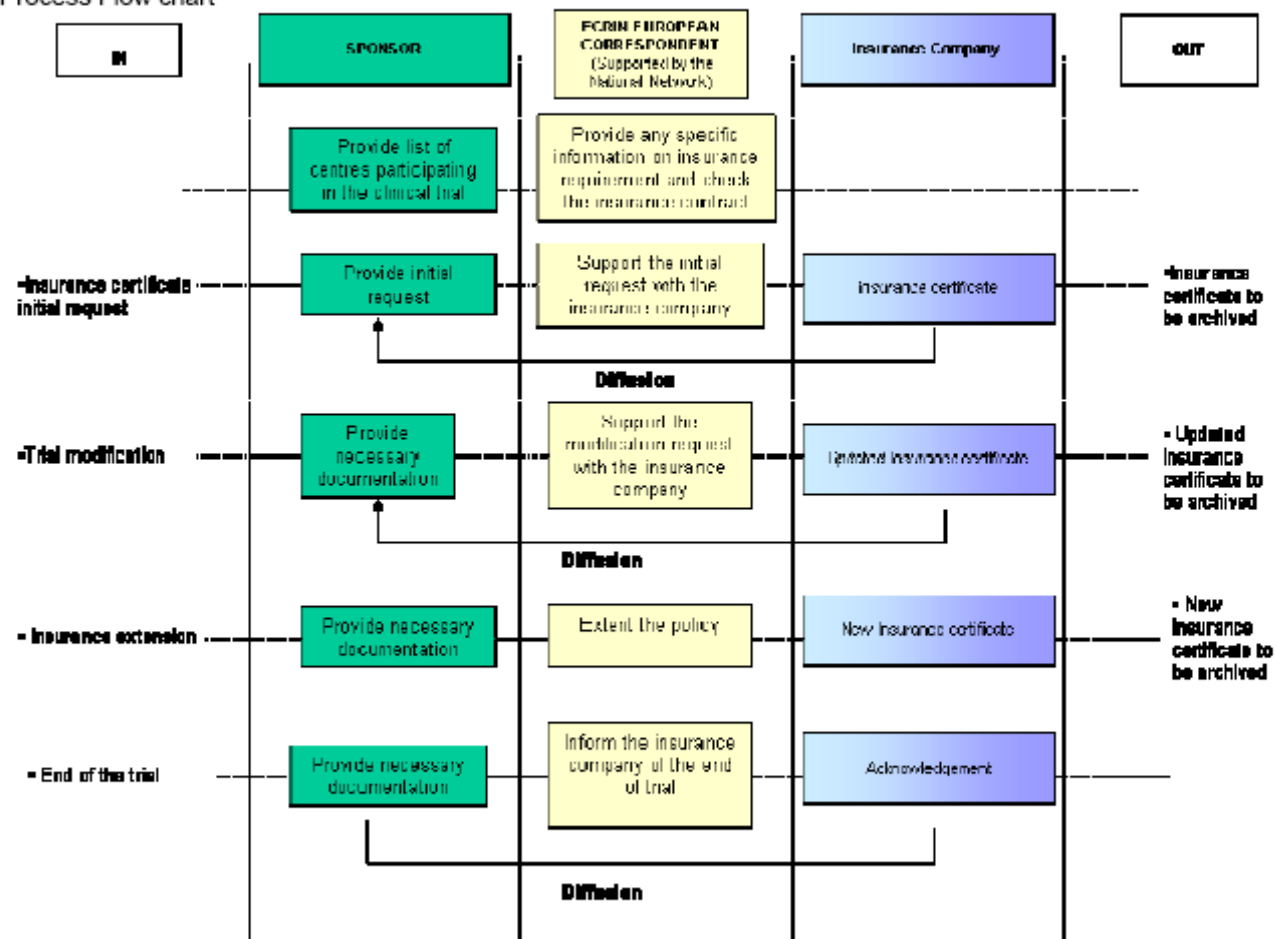 Process Flow chart
IN
SPONSOR
ECRIN EUROPEAN
CORRESPONDENT
(Supported by the
National Network)
Insurance Company
OUT
Provide list of
centres participating
in the clinical trial
Provide any specific
information on insurance
requirement and check
the insurance contract
•Insurance certificate
initial request
Provide initial
request
Support the initial
request with the
insurance company
Insurance certificate
•Insurance
certificate to
be archived
Diffusion
•Trial modification
Provide
necessary
documentation
Support the
modification request
with the insurance
company
Updated insurance certificate
• Updated
insurance
certificate to
be archived
Diffusion
• Insurance extension
Provide necessary
documentation
Extent the policy
New insurance certificate
• New
insurance
certificate to
be archived
• End of the trial
Provide necessary
documentation
Inform the insurance
company of the end
of trial
Acknowledgement
Diffusion